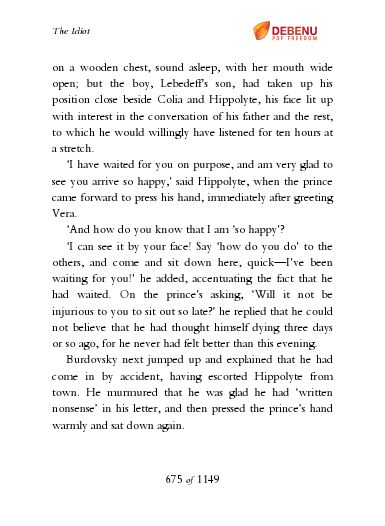 The Idiot
DEBENU
PDF FREEDOM
on a wooden chest, sound asleep, with her mouth wide
open; but the boy, Lebedeff's son, had taken up his
position close beside Colia and Hippolyte, his face lit up
with interest in the conversation of his father and the rest,
to which he would willingly have listened for ten hours at
a stretch.
'I have waited for you on purpose, and am very glad to
see you arrive so happy,' said Hippolyte, when the prince
came forward to press his hand, immediately after greeting
Vera.
'And how do you know that I am 'so happy'?
'I can see it by your face! Say 'how do you do' to the
others, and come and sit down here, quick—I've been
waiting for you!' he added, accentuating the fact that he
had waited. On the prince's asking, 'Will it not be
injurious to you to sit out so late?' he replied that he could
not believe that he had thought himself dying three days
or so ago, for he never had felt better than this evening.
Burdovsky next jumped up and explained that he had
come in by accident, having escorted Hippolyte from
town. He murmured that he was glad he had 'written
nonsense' in his letter, and then pressed the prince's hand
warmly and sat down again.
675 of 1149